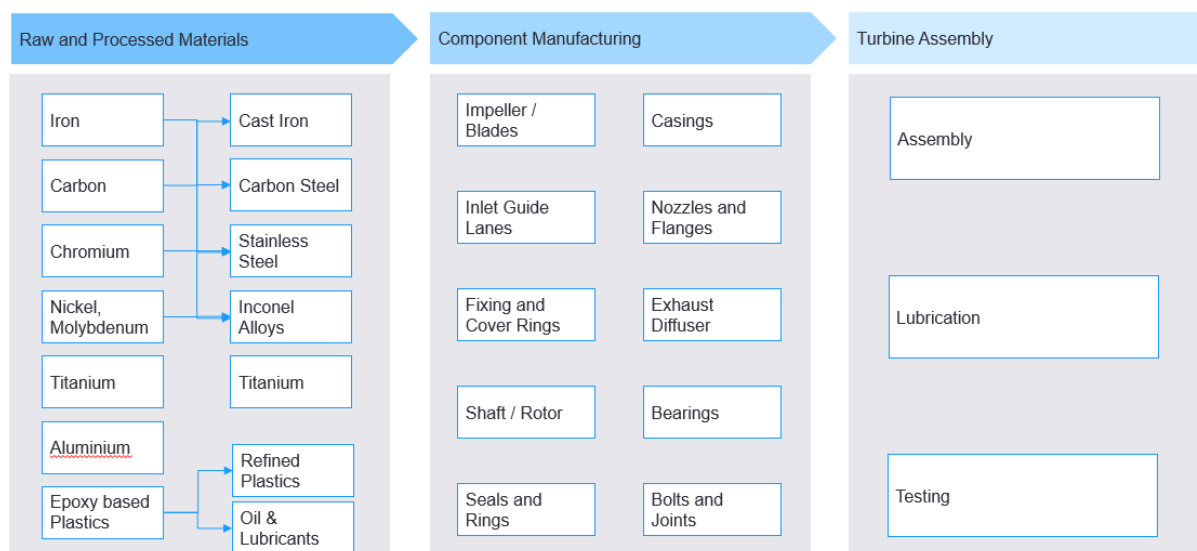 Raw and Processed Materials
Component Manufacturing
Turbine Assembly
Iron
Cast Iron
Carbon
Carbon Steel
Chromium
Stainless
Steel
Nickel,
Molybdenum
Inconel
Alloys
Titanium
Titanium
Aluminium
Epoxy based
Plastics
Refined
Plastics
Oil &
Lubricants
Impeller /
Blades
Casings
Inlet Guide
Lanes
Nozzles and
Flanges
Fixing and
Cover Rings
Exhaust
Diffuser
Shaft / Rotor
Bearings
Seals and
Rings
Bolts and
Joints
Assembly
Lubrication
Testing